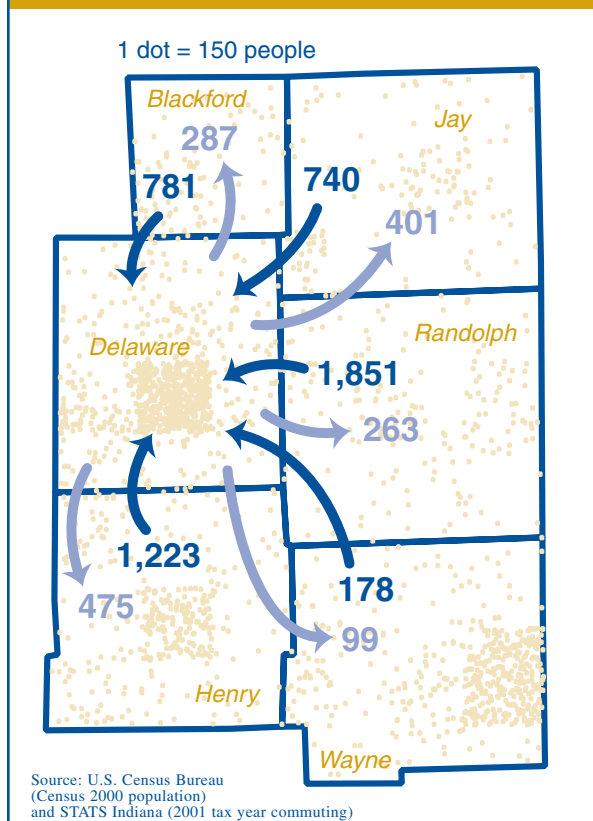 1 dot = 150 people
Blackford
Jay
287
781
740
401
Delaware
Randolph
1,851
263
1,223
475
178
99
Henry
Wayne
Source: U.S. Census Bureau
(Census 2000 population)
and STATS Indiana (2001 tax year commuting)